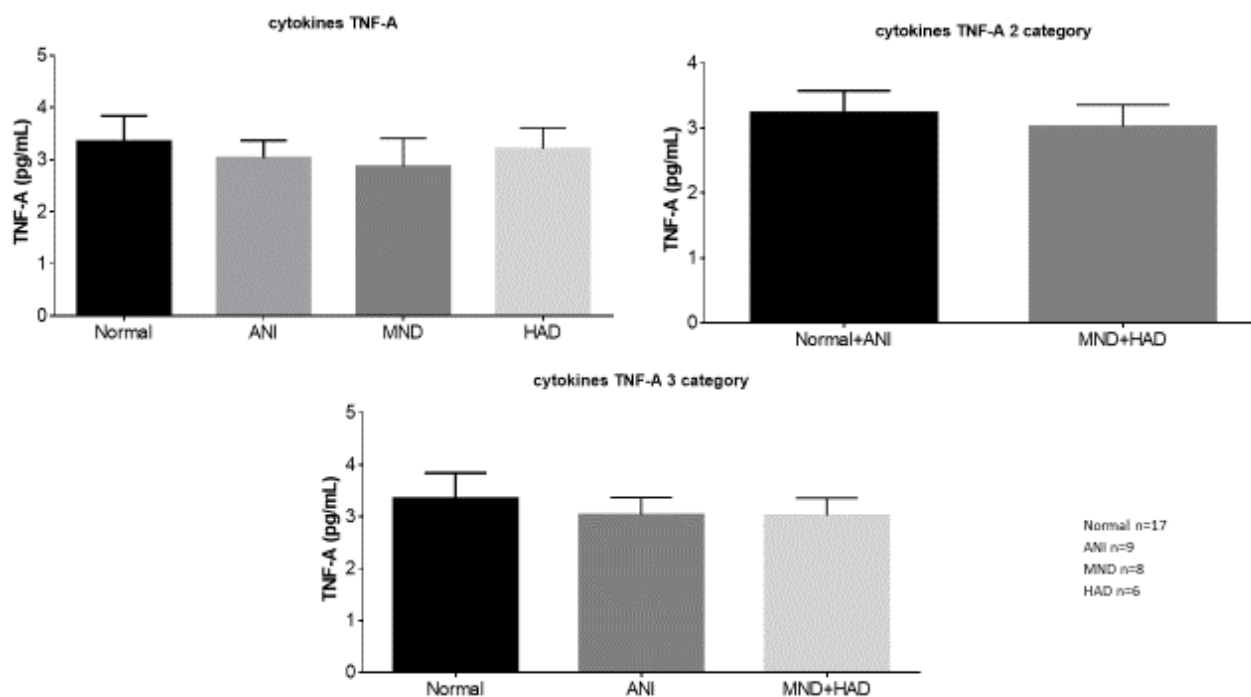 cytokines TNF-A
TNF-A (pg/mL)
5
4
3
2
1
0
Normal ANI MND HAD
cytokines TNF-A 2 category
TNF-A (pg/mL)
4
3
2
1
0
Normal+ANI MND+HAD
cytokines TNF-A 3 category
TNF-A (pg/mL)
5
4
3
2
1
0
Normal ANI MND+HAD
Normal n=17
ANI n=9
MND n=8
HAD n=6